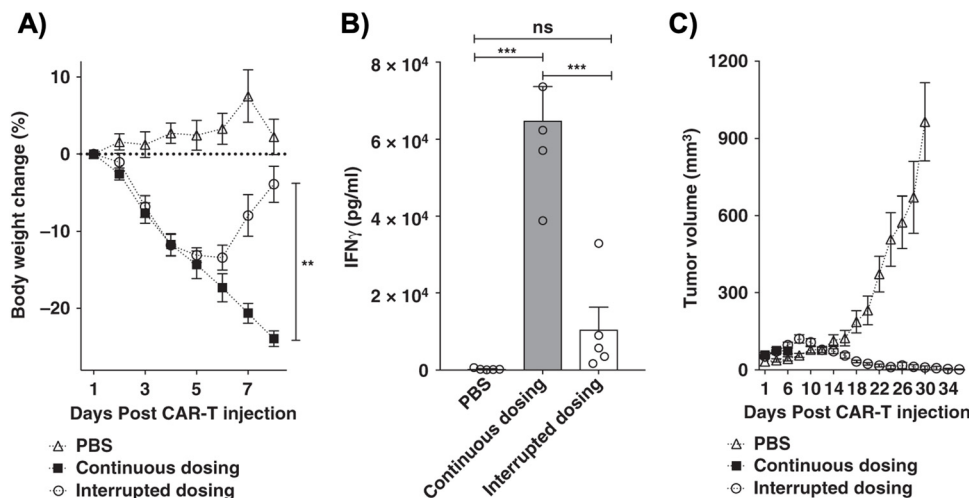 A)
Body weight change (%)
10
0
–10
–20
1 3 5 7
Days Post CAR-T injection
**
PBS
Continuous dosing
Interrupted dosing
B)
ns
*** ***
IFNγ (pg/ml)
8 × 10⁴
6 × 10⁴
4 × 10⁴
2 × 10⁴
0
PBS
Continuous dosing
Interrupted dosing
C)
Tumor volume (mm³)
1200
900
600
300
0
1 6 10 14 18 22 26 30 34
Days Post CAR-T injection
PBS
Continuous dosing
Interrupted dosing